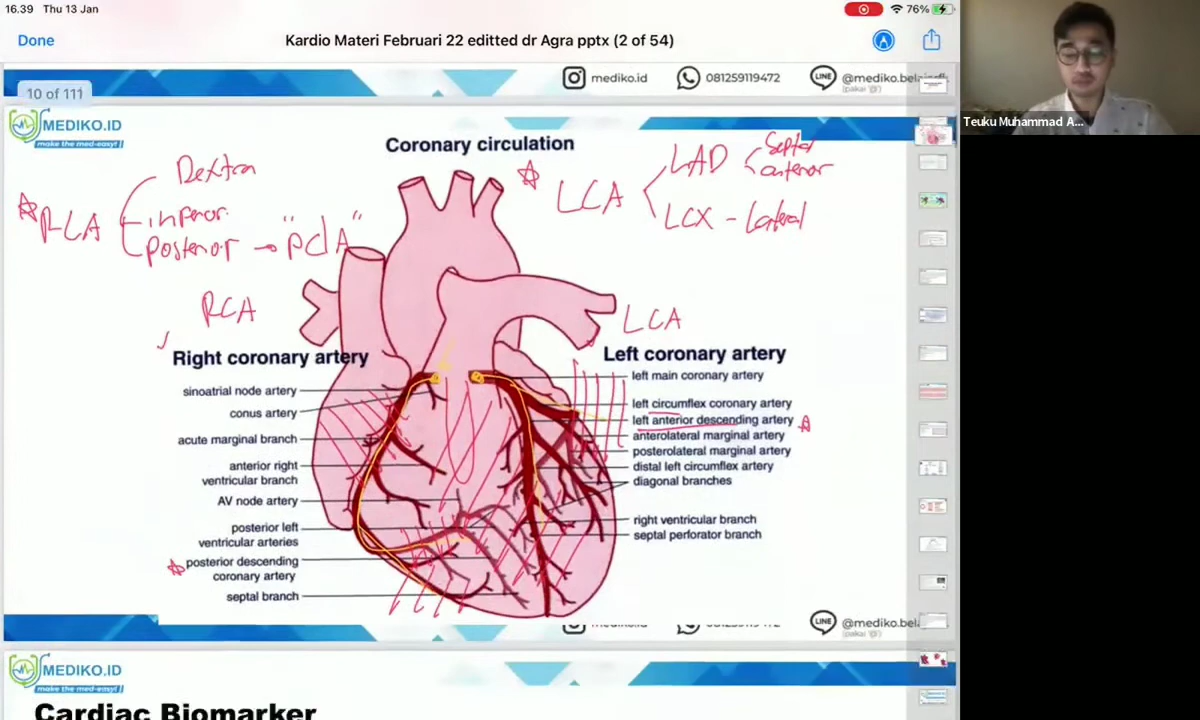 16.39 Thu 13 Jan
76%
Done
Kardio Materi Februari 22 editted dr Agra pptx (2 of 54)
10 of 111
mediko.id
081259119472
@mediko.bel
(pakai '@')
MEDIKO.ID
make the med-easy!
Teuku Muhammad A...
Coronary circulation
RCA
Dextra
inferior
posterior → "PdA"
LCA
LAD
Septal
anterior
LCX - Lateral
RCA
LCA
Right coronary artery
Left coronary artery
sinoatrial node artery
conus artery
acute marginal branch
anterior right
ventricular branch
AV node artery
posterior left
ventricular arteries
posterior descending
coronary artery
septal branch
left main coronary artery
left circumflex coronary artery
left anterior descending artery
anterolateral marginal artery
posterolateral marginal artery
distal left circumflex artery
diagonal branches
right ventricular branch
septal perforator branch
@mediko.bel
(pakai '@')
MEDIKO.ID
make the med-easy!
Cardiac Biomarker